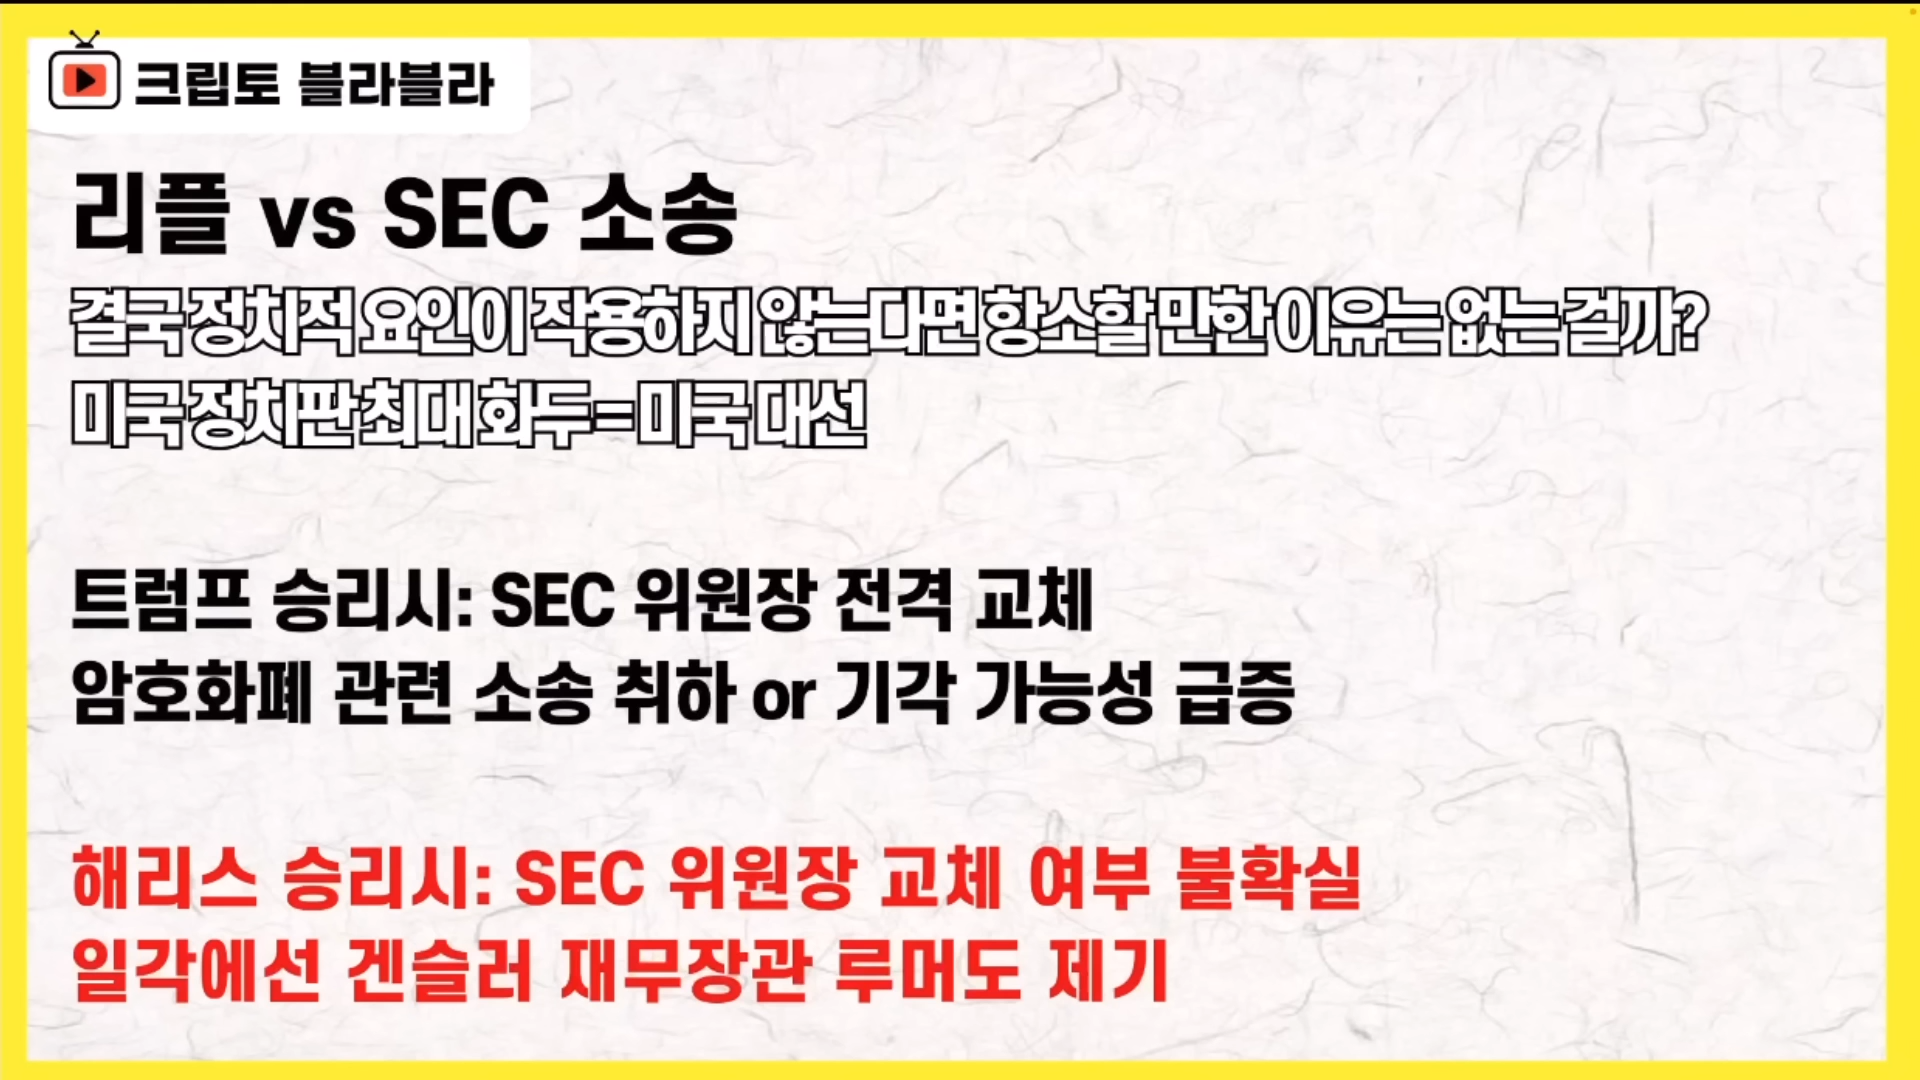 크립토 블라블라
리플 vs SEC 소송
결국 정치적 요인이 작용하지 않는다면 항소할 만한 이유는 없는 걸까?
미국 정치판 최대 화두 = 미국 대선
트럼프 승리시: SEC 위원장 전격 교체
암호화폐 관련 소송 취하 or 기각 가능성 급증
해리스 승리시: SEC 위원장 교체 여부 불확실
일각에선 겐슬러 재무장관 루머도 제기